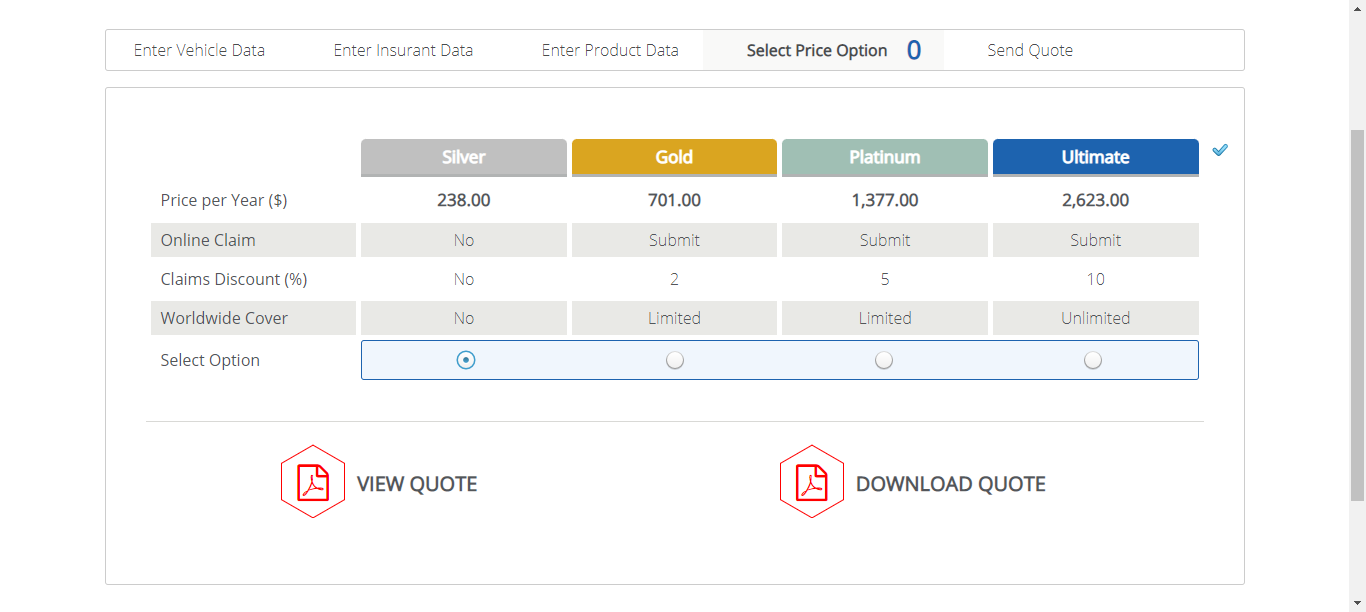 Enter Vehicle Data Enter Insurant Data Enter Product Data Select Price Option 0 Send Quote
Silver Gold Platinum Ultimate
Price per Year ($) 238.00 701.00 1,377.00 2,623.00
Online Claim No Submit Submit Submit
Claims Discount (%) No 2 5 10
Worldwide Cover No Limited Limited Unlimited
Select Option
VIEW QUOTE DOWNLOAD QUOTE